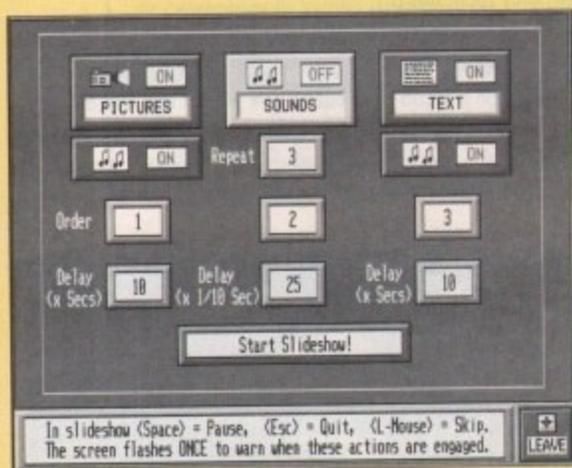 ON OFF ON
PICTURES SOUNDS TEXT
ON Repeat 3 ON
Order 1 2 3
Delay (x Secs) 10 Delay (x 1/10 Sec) 25 Delay (x Secs) 10
Start Slideshow!
In slideshow <Space> = Pause, <Esc> = Quit, <L-Mouse> = Skip.
The screen flashes ONCE to warn when these actions are engaged.
LEAVE